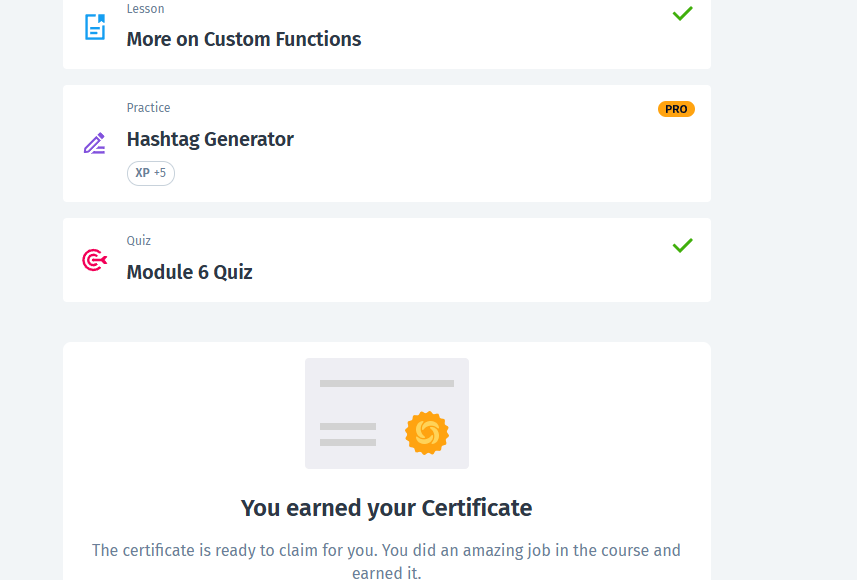 Lesson
More on Custom Functions
Practice
PRO
Hashtag Generator
XP +5
Quiz
Module 6 Quiz
You earned your Certificate
The certificate is ready to claim for you. You did an amazing job in the course and
earned it.